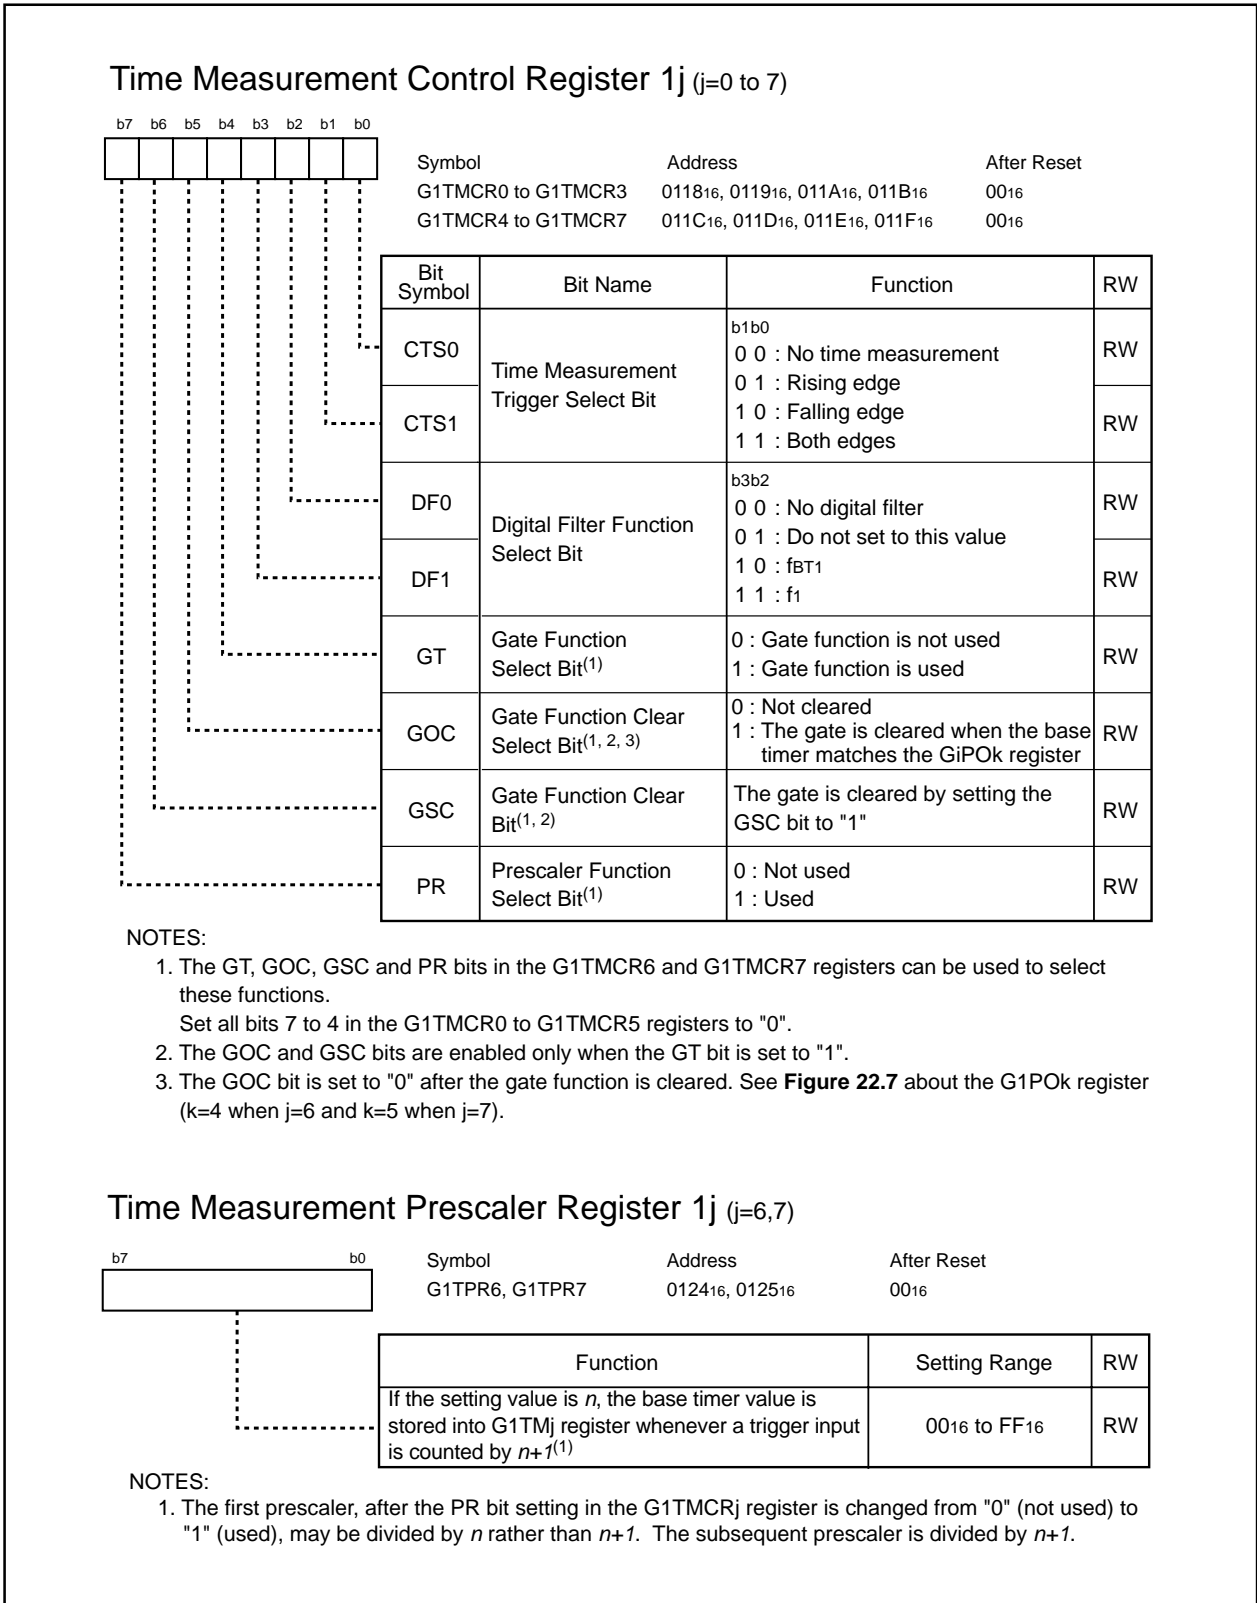 Time Measurement Control Register 1j (j=0 to 7)
b7 b6 b5 b4 b3 b2 b1 b0
Symbol Address After Reset
G1TMCR0 to G1TMCR3 011816, 011916, 011A16, 011B16 0016
G1TMCR4 to G1TMCR7 011C16, 011D16, 011E16, 011F16 0016
Bit Symbol Bit Name Function RW
CTS0 Time Measurement Trigger Select Bit RW
b1b0
0 0 : No time measurement
0 1 : Rising edge
1 0 : Falling edge
1 1 : Both edges
CTS1 RW
DF0 Digital Filter Function Select Bit RW
b3b2
0 0 : No digital filter
0 1 : Do not set to this value
1 0 : fBT1
1 1 : f1
DF1 RW
GT Gate Function Select Bit(1) RW
0 : Gate function is not used
1 : Gate function is used
GOC Gate Function Clear Select Bit(1, 2, 3) RW
0 : Not cleared
1 : The gate is cleared when the base
timer matches the GiPOk register
GSC Gate Function Clear Bit(1, 2) RW
The gate is cleared by setting the
GSC bit to "1"
PR Prescaler Function Select Bit(1) RW
0 : Not used
1 : Used
NOTES:
1. The GT, GOC, GSC and PR bits in the G1TMCR6 and G1TMCR7 registers can be used to select
these functions.
Set all bits 7 to 4 in the G1TMCR0 to G1TMCR5 registers to "0".
2. The GOC and GSC bits are enabled only when the GT bit is set to "1".
3. The GOC bit is set to "0" after the gate function is cleared. See Figure 22.7 about the G1POk register
(k=4 when j=6 and k=5 when j=7).
Time Measurement Prescaler Register 1j (j=6,7)
b7 b0
Symbol Address After Reset
G1TPR6, G1TPR7 012416, 012516 0016
Function Setting Range RW
If the setting value is n, the base timer value is
stored into G1TMj register whenever a trigger input
is counted by n+1(1)
0016 to FF16 RW
NOTES:
1. The first prescaler, after the PR bit setting in the G1TMCRj register is changed from "0" (not used) to
"1" (used), may be divided by n rather than n+1. The subsequent prescaler is divided by n+1.